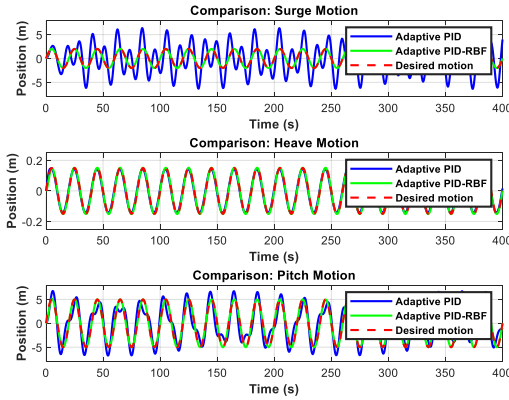 Comparison: Surge Motion
Position (m)
5
0
-5
Adaptive PID
Adaptive PID-RBF
Desired motion
0 50 100 150 200 250 300 350 400
Time (s)
Comparison: Heave Motion
Position (m)
0.2
0
-0.2
Adaptive PID
Adaptive PID-RBF
Desired motion
0 50 100 150 200 250 300 350 400
Time (s)
Comparison: Pitch Motion
Position (m)
5
0
-5
Adaptive PID
Adaptive PID-RBF
Desired motion
0 50 100 150 200 250 300 350 400
Time (s)